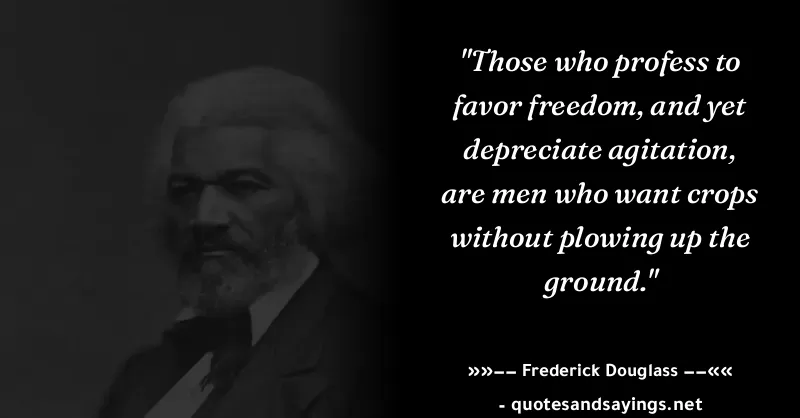 "Those who profess to
favor freedom, and yet
depreciate agitation,
are men who want crops
without plowing up the
ground."
»»−− Frederick Douglass −−««
- quotesandsayings.net